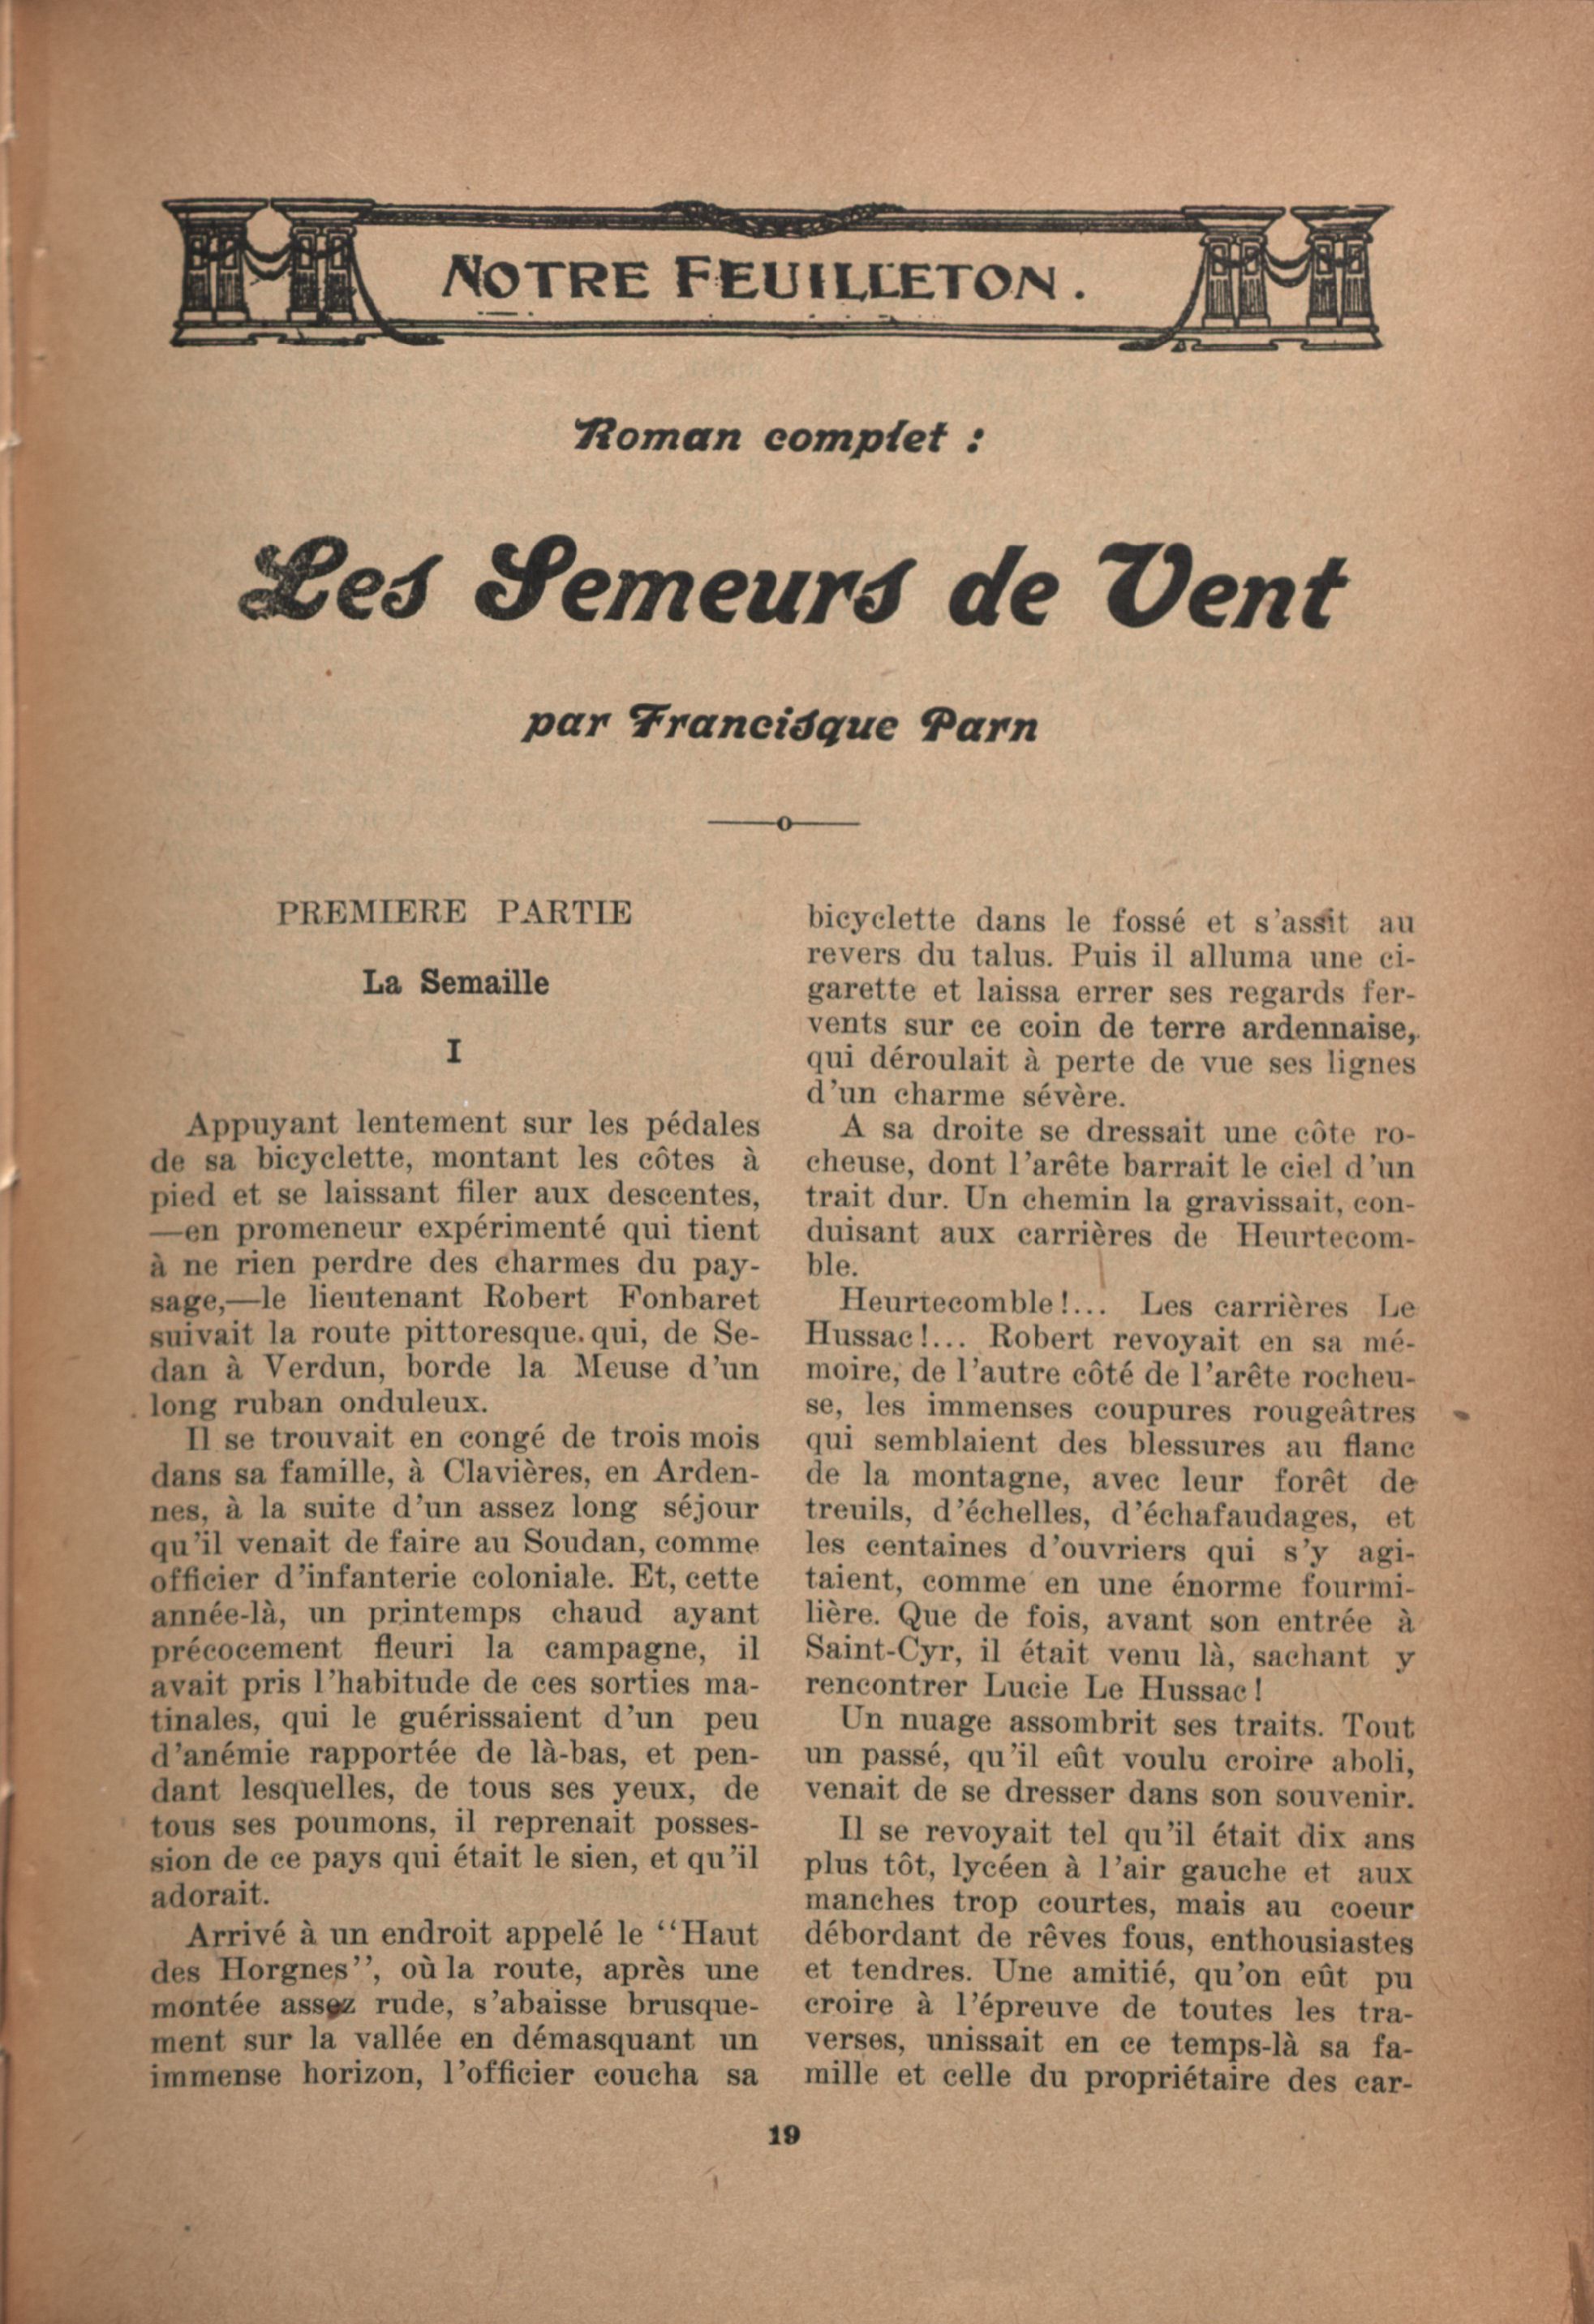 NOTRE FEUILLETON.
Roman complet :
Les Semeurs de Vent
par Francisque Parn
PREMIERE PARTIE
La Semaille
I
Appuyant lentement sur les pédales
de sa bicyclette, montant les côtes à
pied et se laissant filer aux descentes,
—en promeneur expérimenté qui tient
à ne rien perdre des charmes du pay-
sage,—le lieutenant Robert Fonbaret
suivait la route pittoresque. qui, de Se-
dan à Verdun, borde la Meuse d'un
long ruban onduleux.
Il se trouvait en congé de trois mois
dans sa famille, à Clavières, en Arden-
nes, à la suite d'un assez long séjour
qu'il venait de faire au Soudan, comme
officier d'infanterie coloniale. Et, cette
année-là, un printemps chaud ayant
précocement fleuri la campagne, il
avait pris l'habitude de ces sorties ma-
tinales, qui le guérissaient d'un peu
d'anémie rapportée de là-bas, et pen-
dant lesquelles, de tous ses yeux, de
tous ses poumons, il reprenait posses-
sion de ce pays qui était le sien, et qu'il
adorait.
Arrivé à un endroit appelé le ''Haut
des Horgnes'', où la route, après une
montée assez rude, s'abaisse brusque-
ment sur la vallée en démasquant un
immense horizon, l'officier coucha sa
bicyclette dans le fossé et s'assit au
revers du talus. Puis il alluma une ci-
garette et laissa errer ses regards fer-
vents sur ce coin de terre ardennaise,
qui déroulait à perte de vue ses lignes
d'un charme sévère.
A sa droite se dressait une côte ro-
cheuse, dont l'arête barrait le ciel d'un
trait dur. Un chemin la gravissait, con-
duisant aux carrières de Heurtecom-
ble.
Heurtecomble!... Les carrières Le
Hussac!... Robert revoyait en sa mé-
moire, de l'autre côté de l'arête rocheu-
se, les immenses coupures rougeâtres
qui semblaient des blessures au flanc
de la montagne, avec leur forêt de
treuils, d'échelles, d'échafaudages, et
les centaines d'ouvriers qui s'y agi-
taient, comme en une énorme fourmi-
lière. Que de fois, avant son entrée à
Saint-Cyr, il était venu là, sachant y
rencontrer Lucie Le Hussac!
Un nuage assombrit ses traits. Tout
un passé, qu'il eût voulu croire aboli,
venait de se dresser dans son souvenir.
Il se revoyait tel qu'il était dix ans
plus tôt, lycéen à l'air gauche et aux
manches trop courtes, mais au coeur
débordant de rêves fous, enthousiastes
et tendres. Une amitié, qu'on eût pu
croire à l'épreuve de toutes les tra-
verses, unissait en ce temps-là sa fa-
mille et celle du propriétaire des car-
19